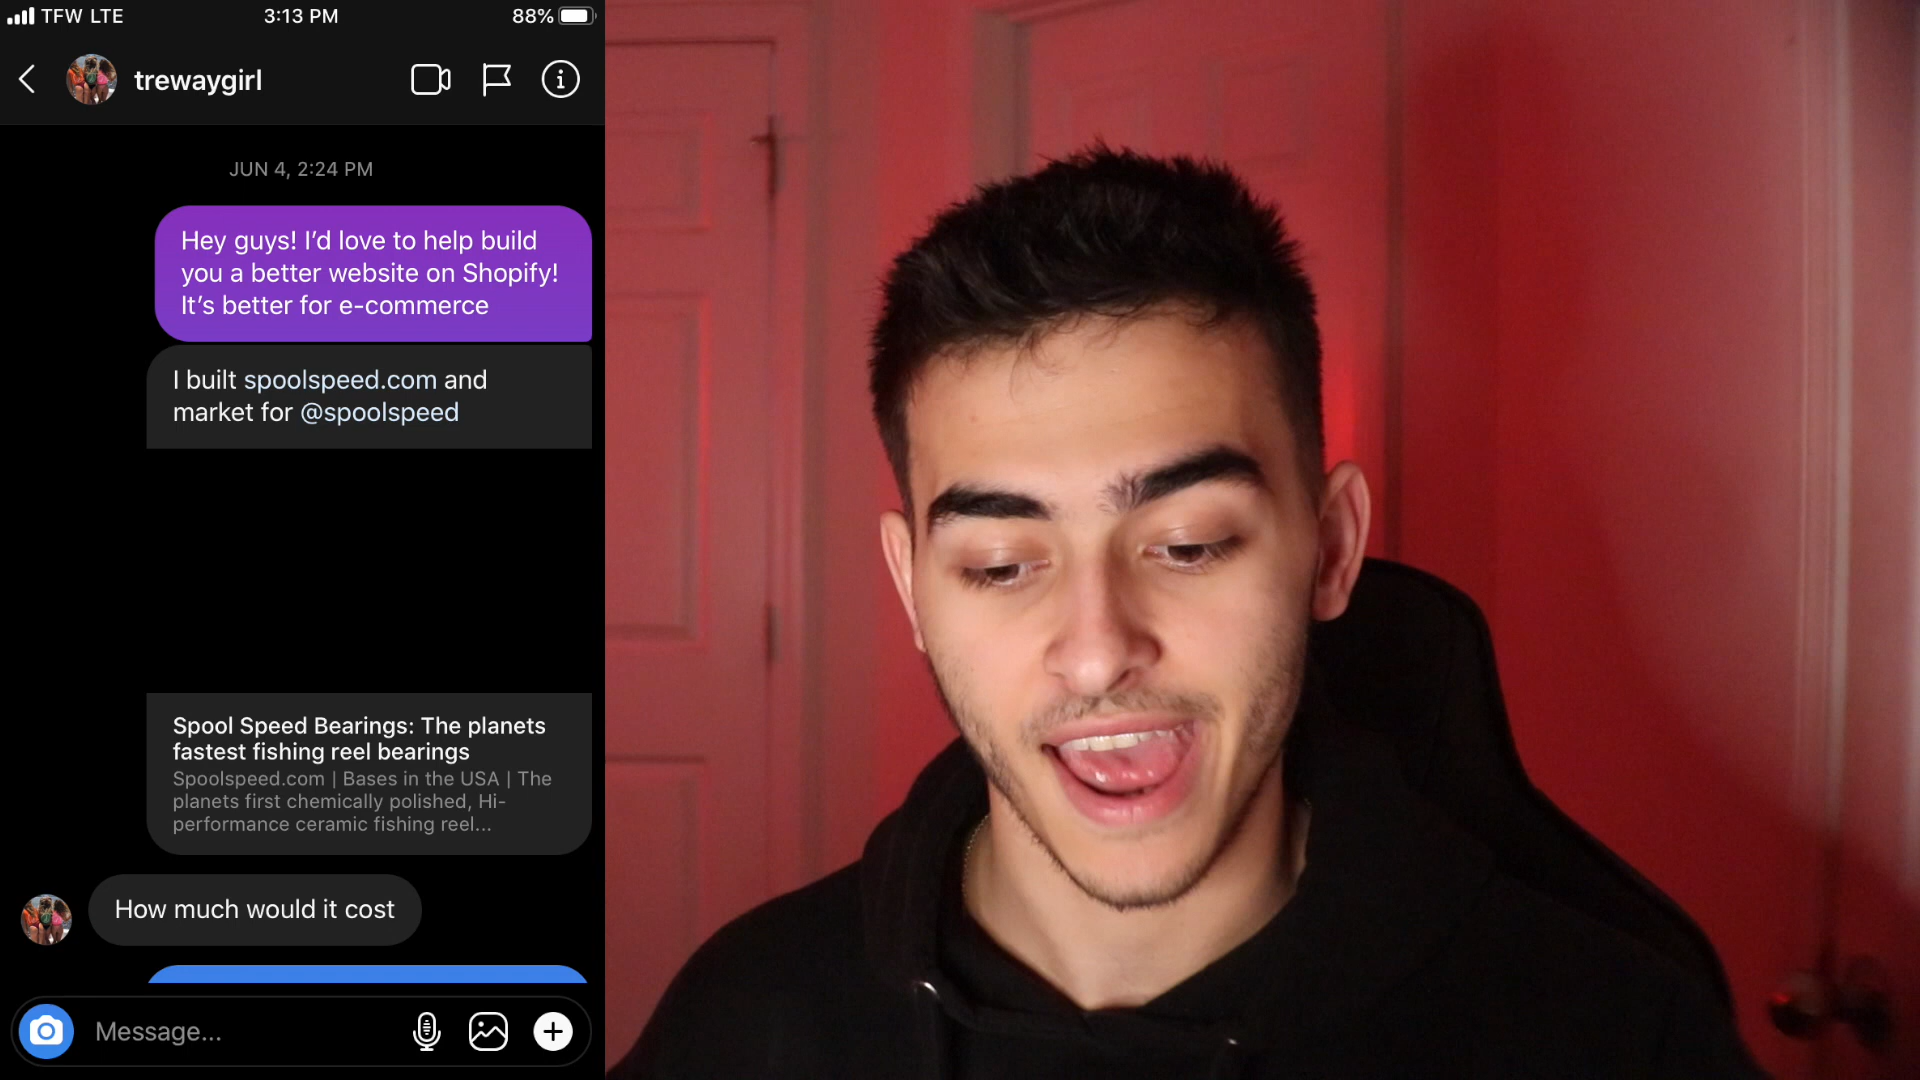 TFW LTE 3:13 PM 88%
trewaygirl
JUN 4, 2:24 PM
Hey guys! I’d love to help build
you a better website on Shopify!
It’s better for e-commerce
I built spoolspeed.com and
market for @spoolspeed
Spool Speed Bearings: The planets
fastest fishing reel bearings
Spoolspeed.com | Bases in the USA | The
planets first chemically polished, Hi-
performance ceramic fishing reel...
How much would it cost
Message...